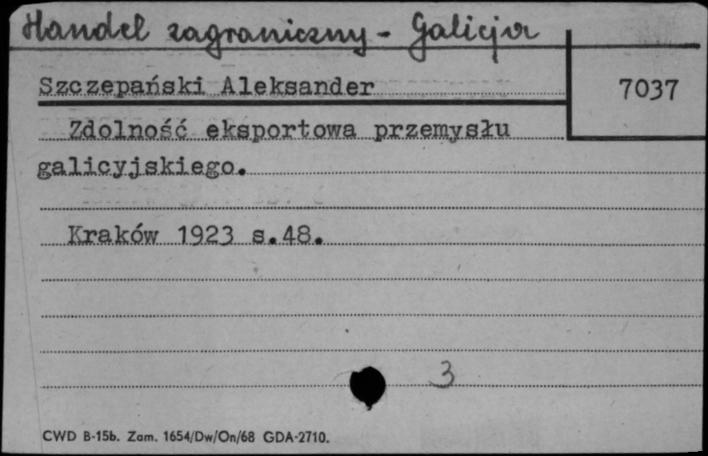 Handel zagraniczny - Galicja
Szczepański Aleksander
7037
Zdolność eksportowa przemysłu
galicyjskiego.
Kraków 1923 s.48.
3
CWD B-15b. Zam. 1654/Dw/On/68 GDA-2710.